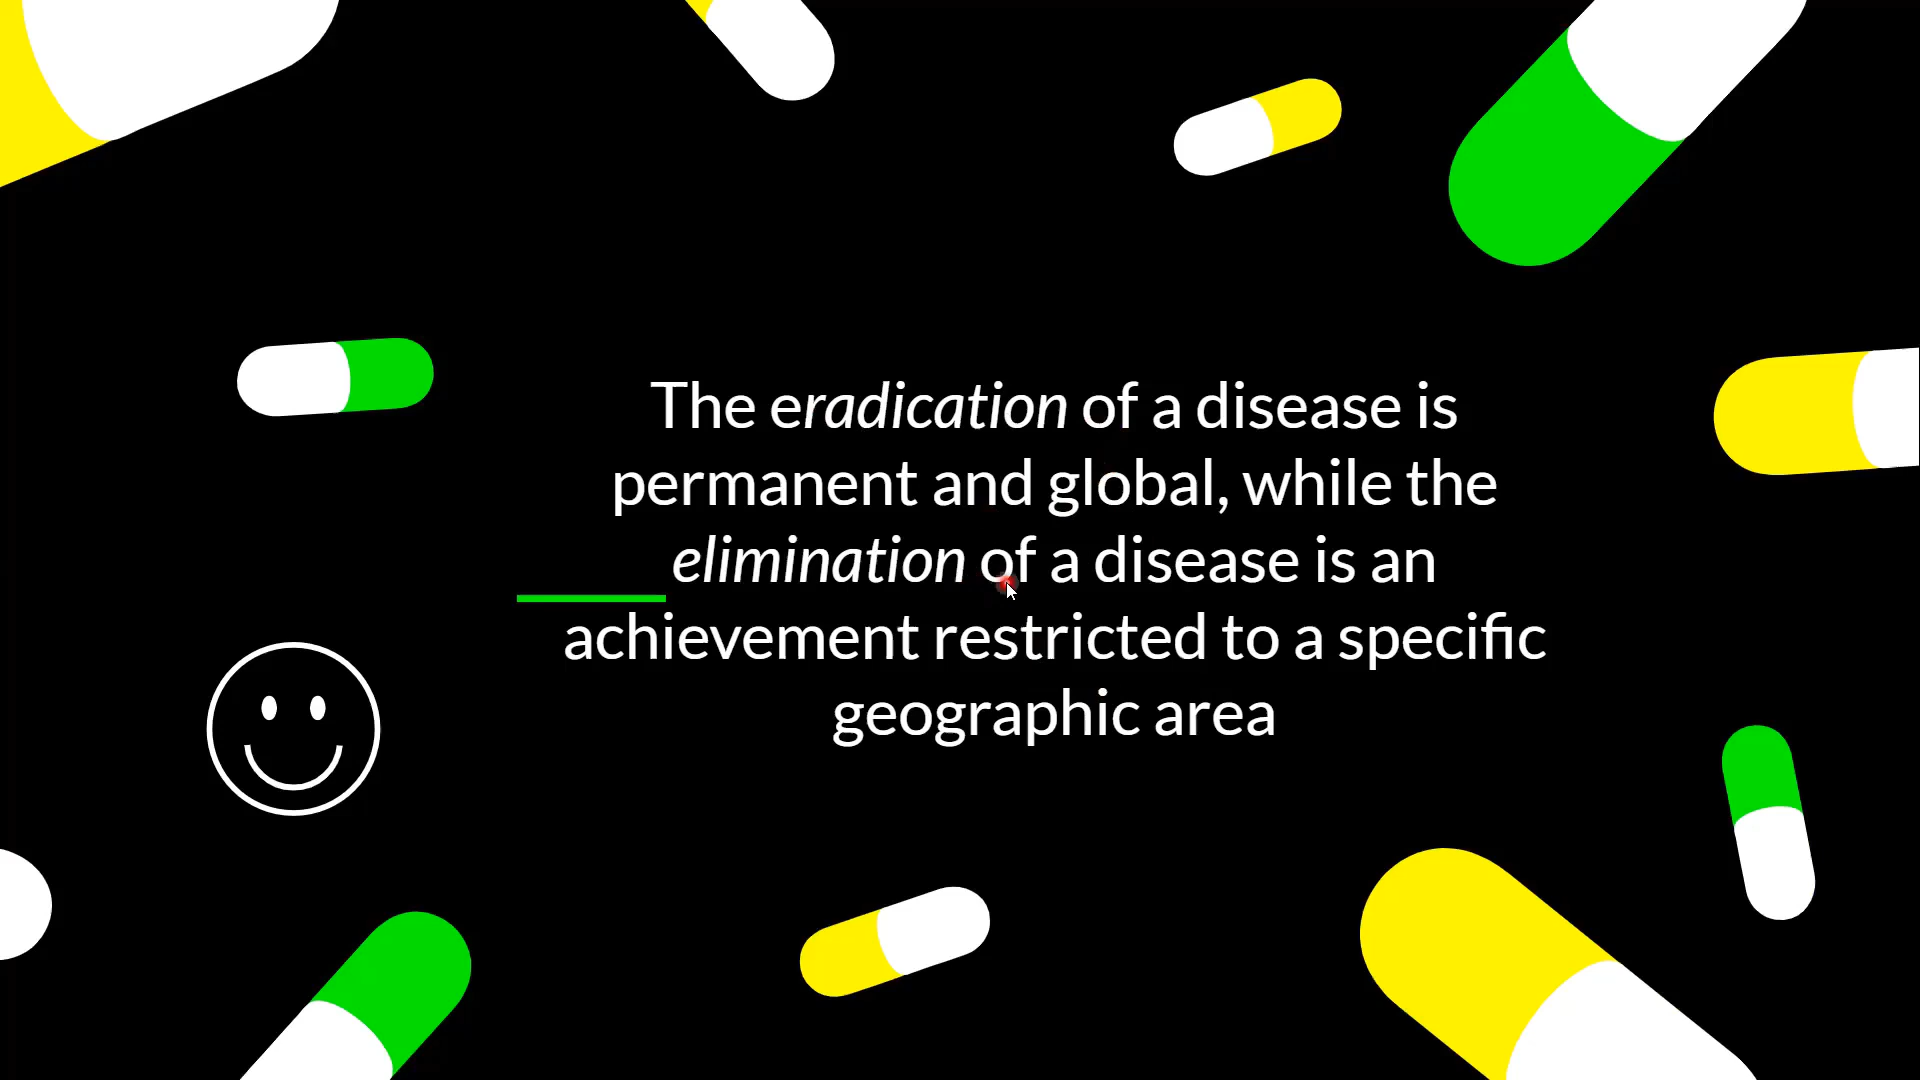 The eradication of a disease is
permanent and global, while the
elimination of a disease is an
achievement restricted to a specific
geographic area